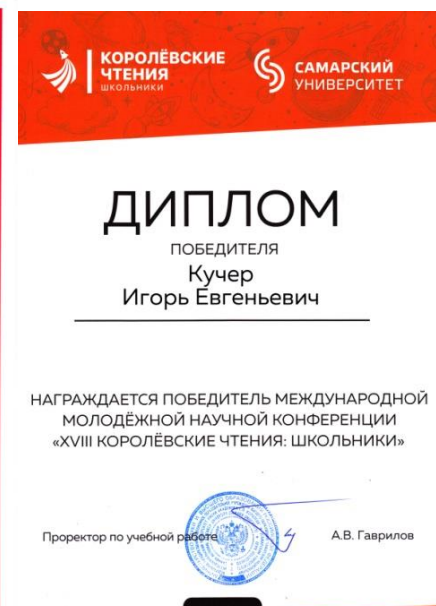 КОРОЛЁВСКИЕ
ЧТЕНИЯ
ШКОЛЬНИКИ
САМАРСКИЙ
УНИВЕРСИТЕТ
ДИПЛОМ
ПОБЕДИТЕЛЯ
Кучер
Игорь Евгеньевич
НАГРАЖДАЕТСЯ ПОБЕДИТЕЛЬ МЕЖДУНАРОДНОЙ
МОЛОДЁЖНОЙ НАУЧНОЙ КОНФЕРЕНЦИИ
«XVIII КОРОЛЁВСКИЕ ЧТЕНИЯ: ШКОЛЬНИКИ»
Проректор по учебной работе
А.В. Гаврилов